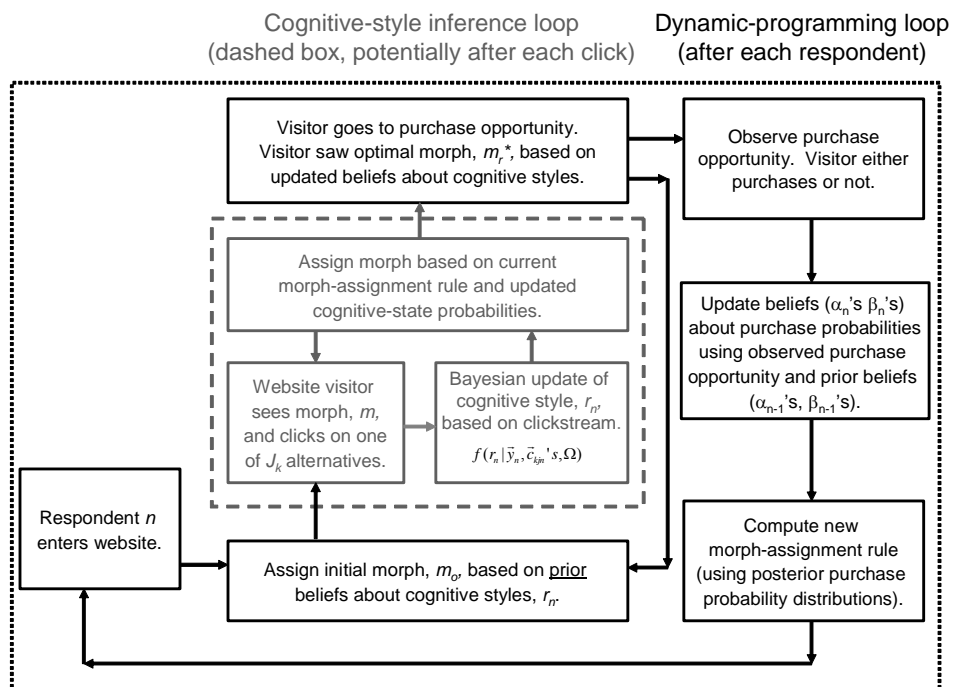 Cognitive-style inference loop
(dashed box, potentially after each click)
Dynamic-programming loop
(after each respondent)
Visitor goes to purchase opportunity.
Visitor saw optimal morph, mᵣ*, based on
updated beliefs about cognitive styles.
Observe purchase
opportunity. Visitor either
purchases or not.
Assign morph based on current
morph-assignment rule and updated
cognitive-state probabilities.
Update beliefs (αₙ's βₙ's)
about purchase probabilities
using observed purchase
opportunity and prior beliefs
(αₙ₋₁'s, βₙ₋₁'s).
Website visitor
sees morph, m,
and clicks on one
of Jₖ alternatives.
Bayesian update of
cognitive style, rₙ,
based on clickstream.
f(rₙ|y⃗ₙ,c⃗ₖⱼₙ's,Ω)
Respondent n
enters website.
Assign initial morph, mₒ, based on prior
beliefs about cognitive styles, rₙ.
Compute new
morph-assignment rule
(using posterior purchase
probability distributions).